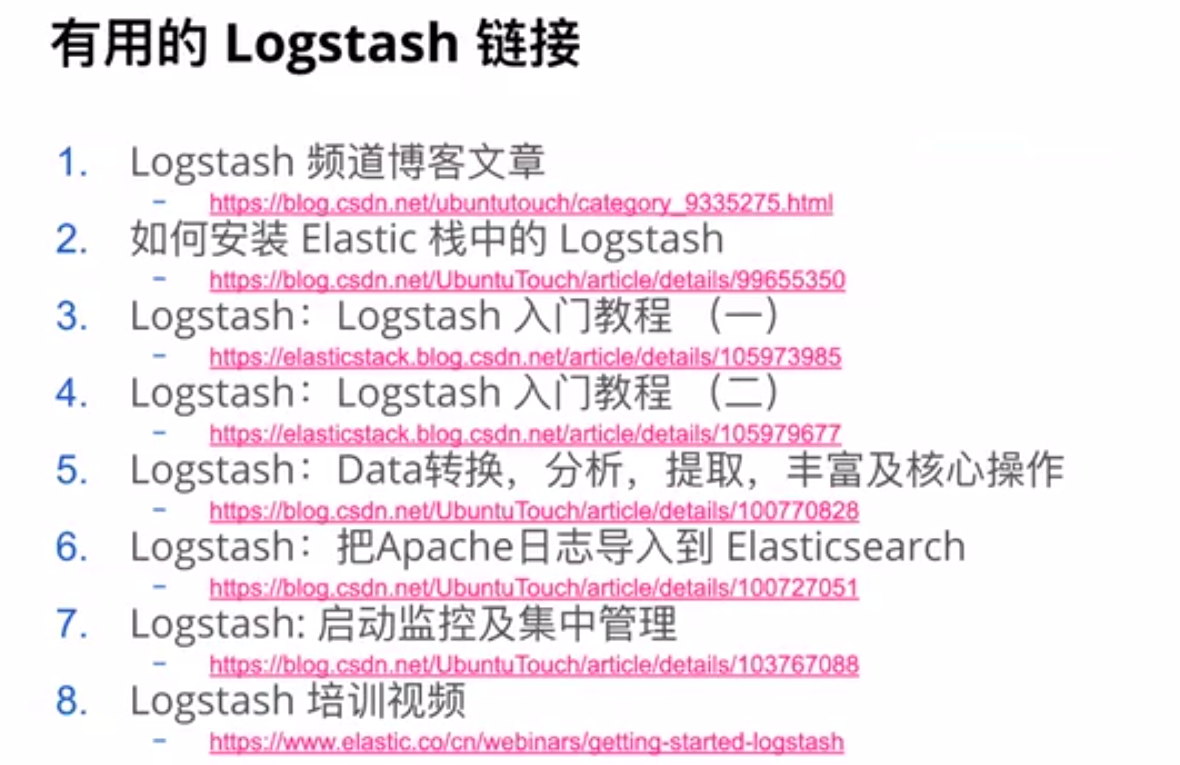 有用的 Logstash 链接
1. Logstash 频道博客文章
- https://blog.csdn.net/ubuntutouch/category_9335275.html
2. 如何安装 Elastic 栈中的 Logstash
- https://blog.csdn.net/UbuntuTouch/article/details/99655350
3. Logstash：Logstash 入门教程 （一）
- https://elasticstack.blog.csdn.net/article/details/105973985
4. Logstash：Logstash 入门教程 （二）
- https://elasticstack.blog.csdn.net/article/details/105979677
5. Logstash：Data转换，分析，提取，丰富及核心操作
- https://blog.csdn.net/UbuntuTouch/article/details/100770828
6. Logstash：把Apache日志导入到 Elasticsearch
- https://blog.csdn.net/UbuntuTouch/article/details/100727051
7. Logstash: 启动监控及集中管理
- https://blog.csdn.net/UbuntuTouch/article/details/103767088
8. Logstash 培训视频
- https://www.elastic.co/cn/webinars/getting-started-logstash